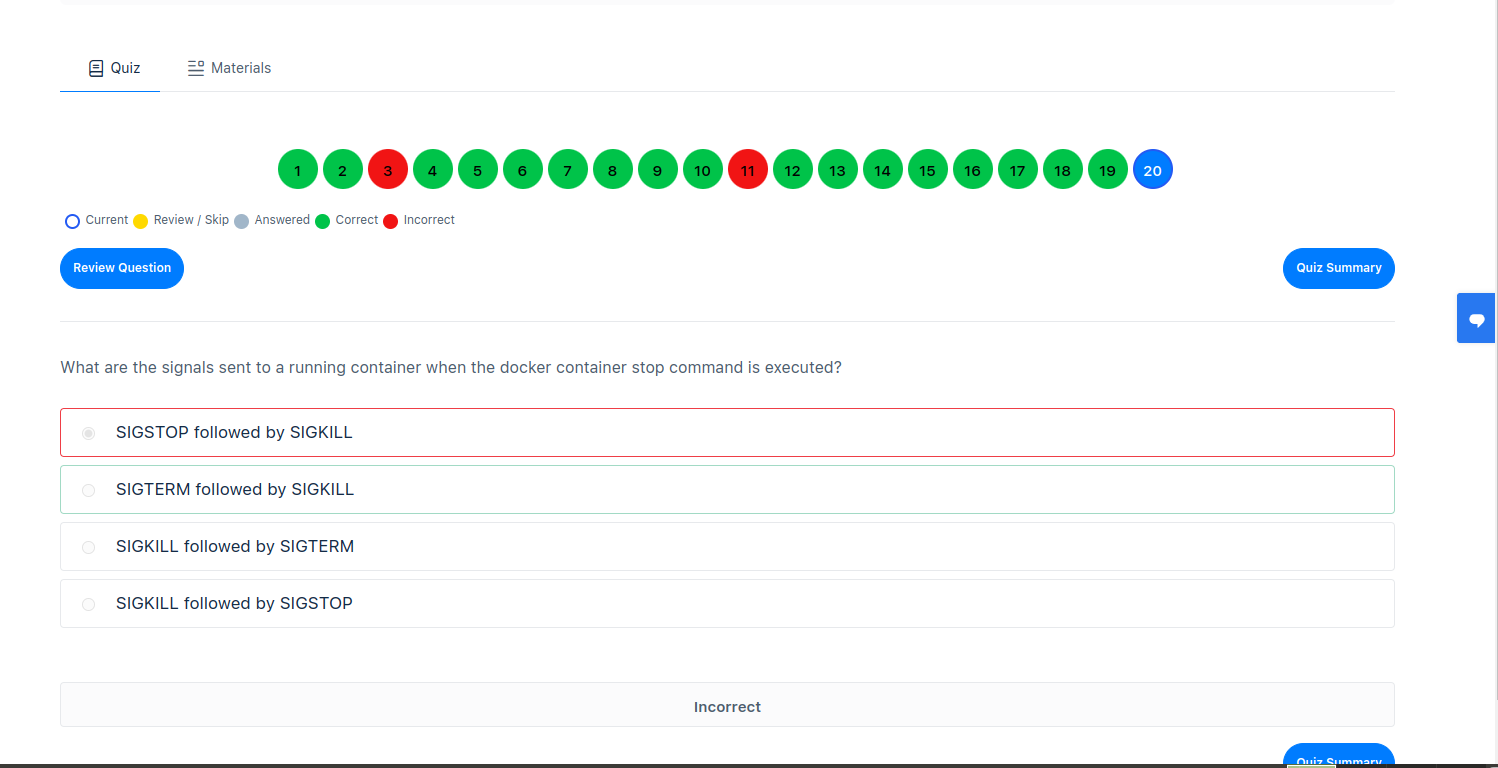 Quiz Materials
1 2 3 4 5 6 7 8 9 10 11 12 13 14 15 16 17 18 19 20
Current Review / Skip Answered Correct Incorrect
Review Question Quiz Summary
What are the signals sent to a running container when the docker container stop command is executed?
SIGSTOP followed by SIGKILL
SIGTERM followed by SIGKILL
SIGKILL followed by SIGTERM
SIGKILL followed by SIGSTOP
Incorrect
Quiz Summary